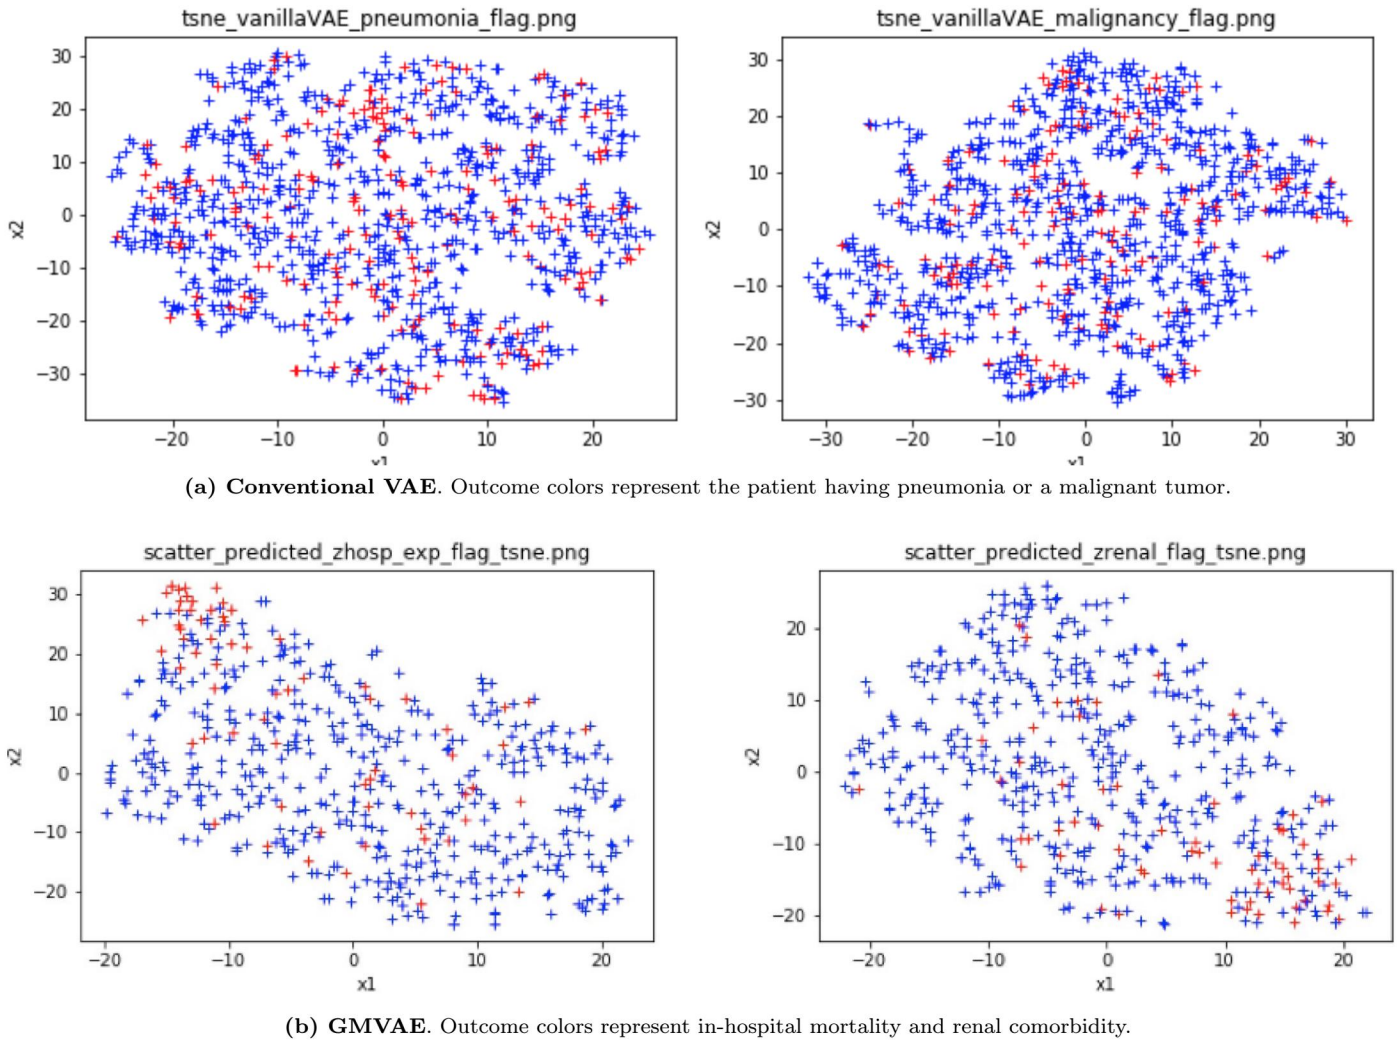 tsne_vanillaVAE_pneumonia_flag.png
30
20
10
0
−10
−20
−30
x2
−20 −10 0 10 20
x1
tsne_vanillaVAE_malignancy_flag.png
30
20
10
0
−10
−20
−30
x2
−30 −20 −10 0 10 20 30
x1
(a) Conventional VAE. Outcome colors represent the patient having pneumonia or a malignant tumor.
scatter_predicted_zhosp_exp_flag_tsne.png
30
20
10
0
−10
−20
x2
−20 −10 0 10 20
x1
scatter_predicted_zrenal_flag_tsne.png
20
10
0
−10
−20
x2
−20 −10 0 10 20
x1
(b) GMVAE. Outcome colors represent in-hospital mortality and renal comorbidity.